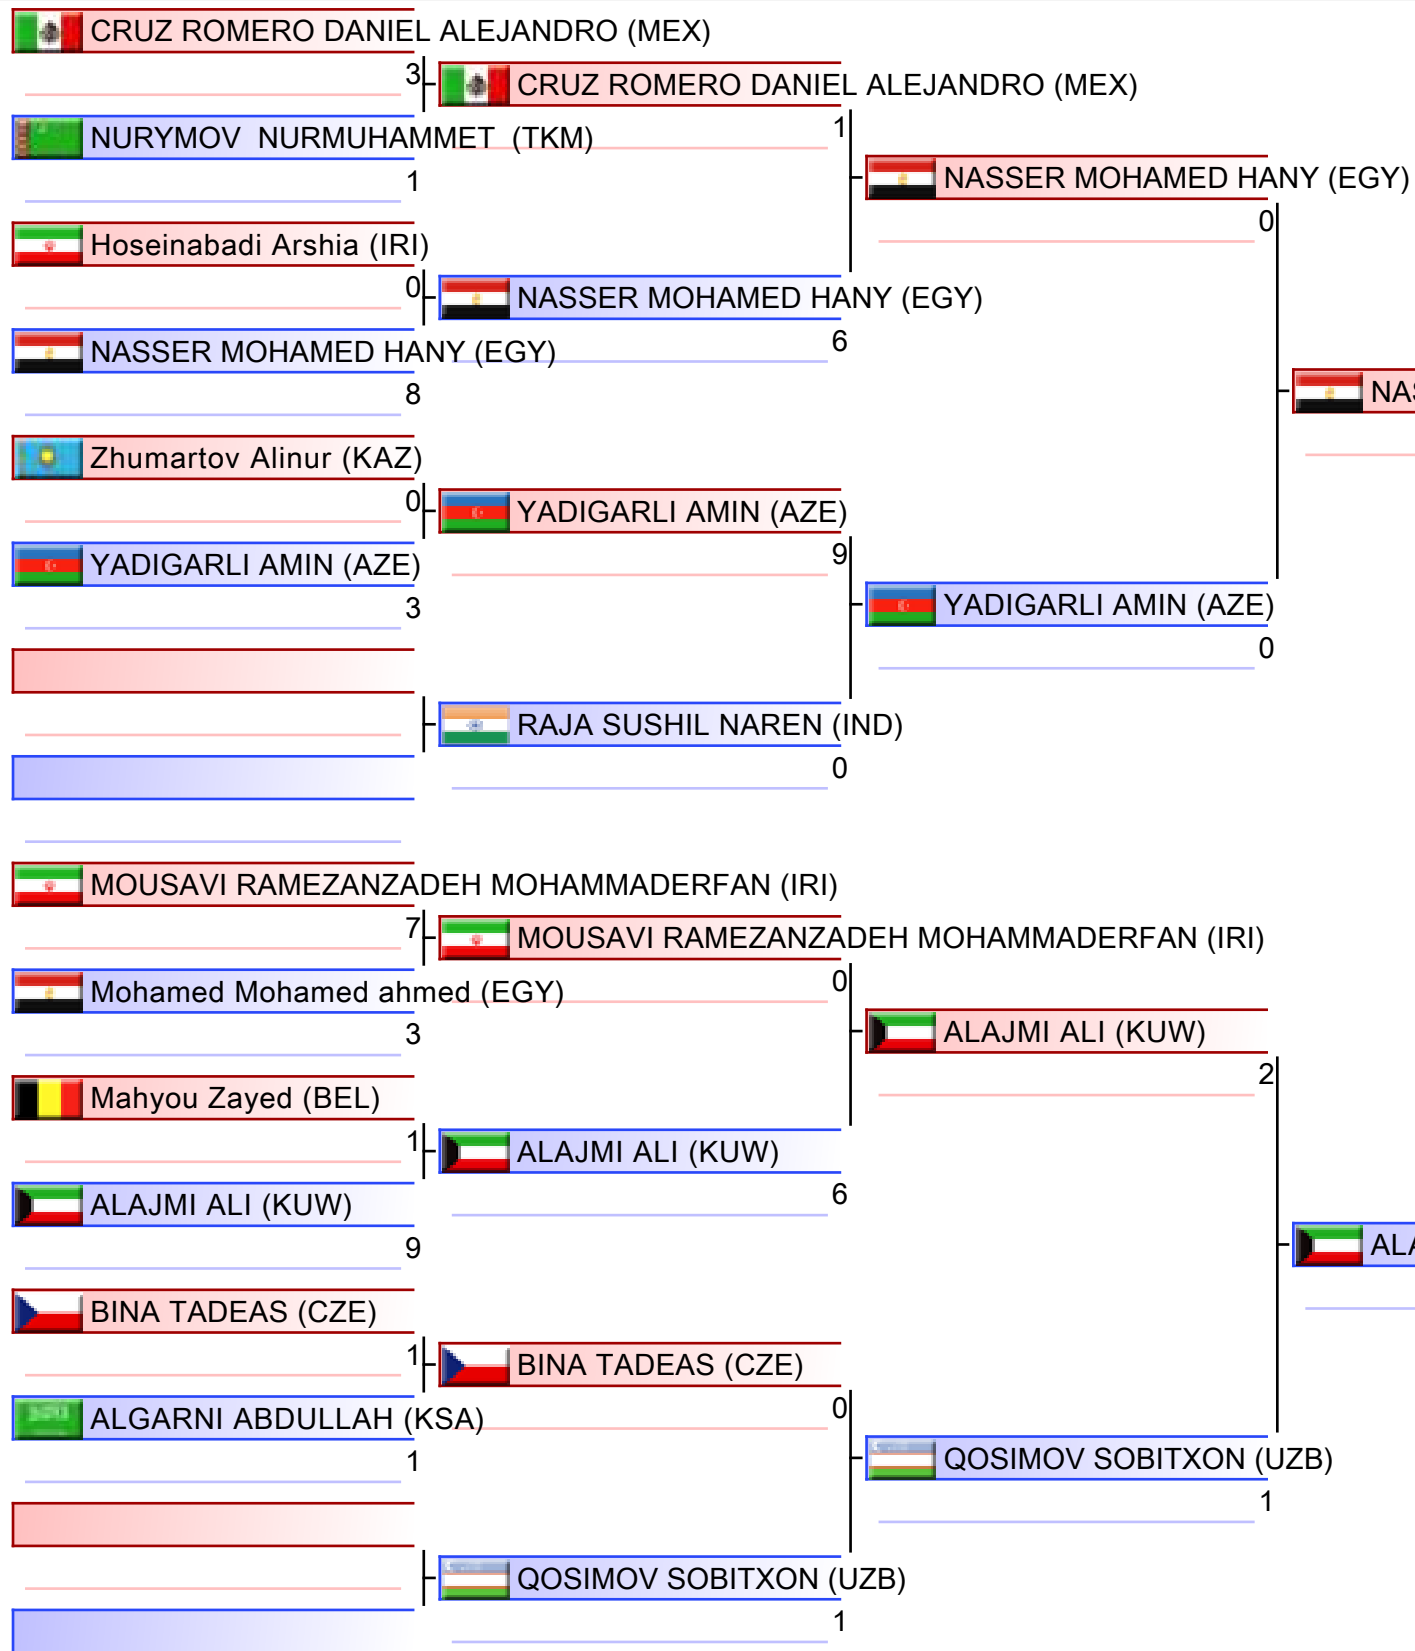 CRUZ ROMERO DANIEL ALEJANDRO (MEX)
3
CRUZ ROMERO DANIEL ALEJANDRO (MEX)
1
NURYMOV  NURMUHAMMET  (TKM)
1
NASSER MOHAMED HANY (EGY)
0
Hoseinabadi Arshia (IRI)
0
NASSER MOHAMED HANY (EGY)
6
NASSER MOHAMED HANY (EGY)
8
NAS
Zhumartov Alinur (KAZ)
0
YADIGARLI AMIN (AZE)
9
YADIGARLI AMIN (AZE)
3
YADIGARLI AMIN (AZE)
0
RAJA SUSHIL NAREN (IND)
0
MOUSAVI RAMEZANZADEH MOHAMMADERFAN (IRI)
7
MOUSAVI RAMEZANZADEH MOHAMMADERFAN (IRI)
0
Mohamed Mohamed ahmed (EGY)
3
ALAJMI ALI (KUW)
2
Mahyou Zayed (BEL)
1
ALAJMI ALI (KUW)
6
ALAJMI ALI (KUW)
9
ALA
BINA TADEAS (CZE)
1
BINA TADEAS (CZE)
0
ALGARNI ABDULLAH (KSA)
1
QOSIMOV SOBITXON (UZB)
1
QOSIMOV SOBITXON (UZB)
1